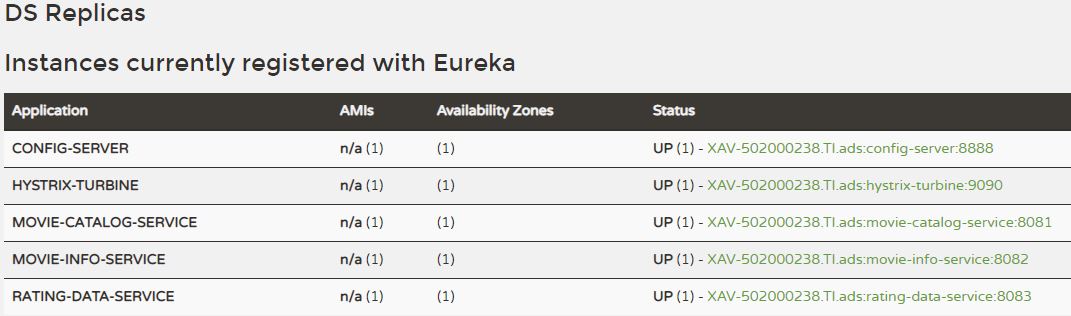 DS Replicas
Instances currently registered with Eureka
Application AMIs Availability Zones Status
CONFIG-SERVER n/a (1) (1) UP (1) - XAV-502000238.TI.ads:config-server:8888
HYSTRIX-TURBINE n/a (1) (1) UP (1) - XAV-502000238.TI.ads:hystrix-turbine:9090
MOVIE-CATALOG-SERVICE n/a (1) (1) UP (1) - XAV-502000238.TI.ads:movie-catalog-service:8081
MOVIE-INFO-SERVICE n/a (1) (1) UP (1) - XAV-502000238.TI.ads:movie-info-service:8082
RATING-DATA-SERVICE n/a (1) (1) UP (1) - XAV-502000238.TI.ads:rating-data-service:8083